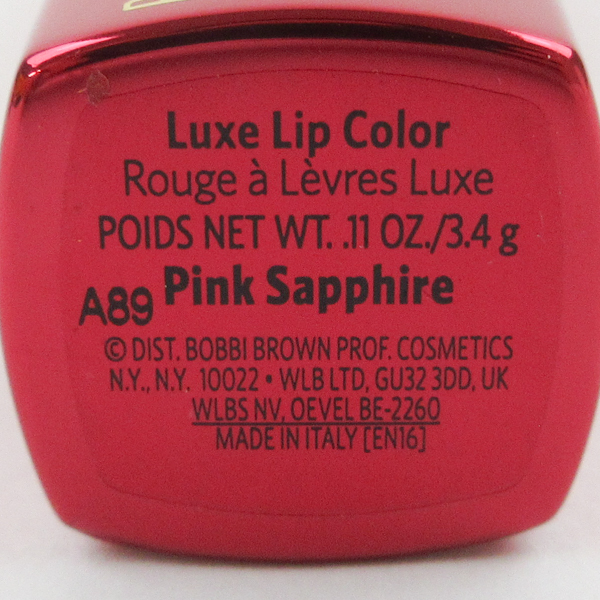 Luxe Lip Color
Rouge à Lèvres Luxe
POIDS NET WT. .11 OZ./3.4 g
A89 Pink Sapphire
© DIST. BOBBI BROWN PROF. COSMETICS
N.Y., N.Y. 10022 • WLB LTD, GU32 3DD, UK
WLBS NV, OEVEL BE-2260
MADE IN ITALY [EN16]